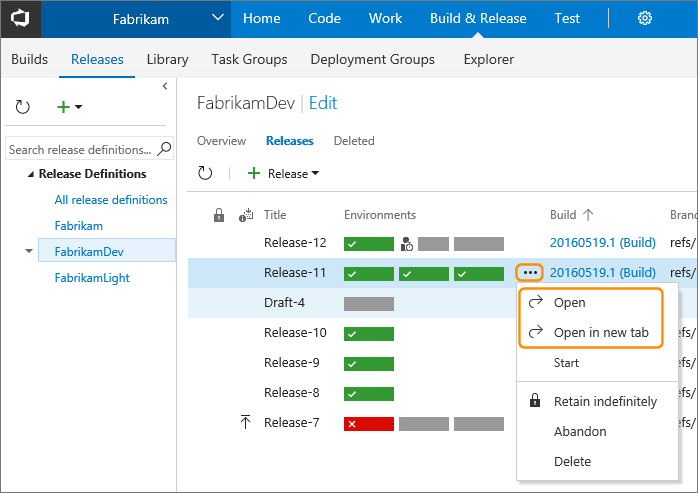 Fabrikam Home Code Work Build & Release Test
Builds Releases Library Task Groups Deployment Groups Explorer
FabrikamDev | Edit
Search release definitions...
Release Definitions
All release definitions
Fabrikam
FabrikamDev
FabrikamLight
Overview Releases Deleted
Release
Title Environments Build Branc
Release-12 20160519.1 (Build) refs/
Release-11 20160519.1 (Build) refs/
Draft-4
Release-10 refs/
Release-9 refs/
Release-8 refs/
Release-7 refs/
Open
Open in new tab
Start
Retain indefinitely
Abandon
Delete